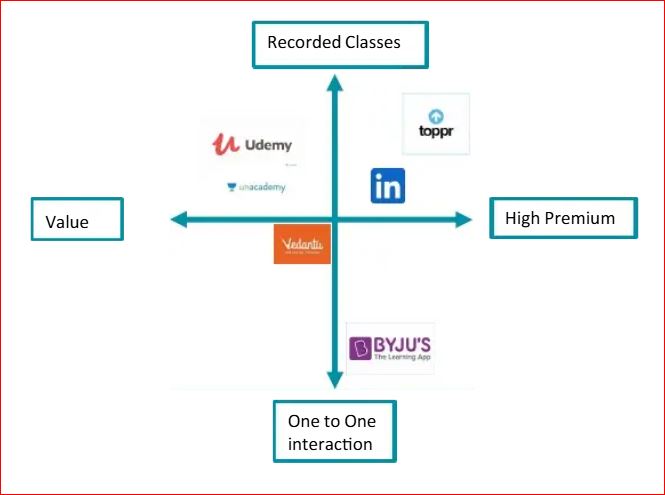 Recorded Classes
toppr
Udemy
in
unacademy
Value
High Premium
Vedantu
BYJU'S
The Learning App
One to One
interaction